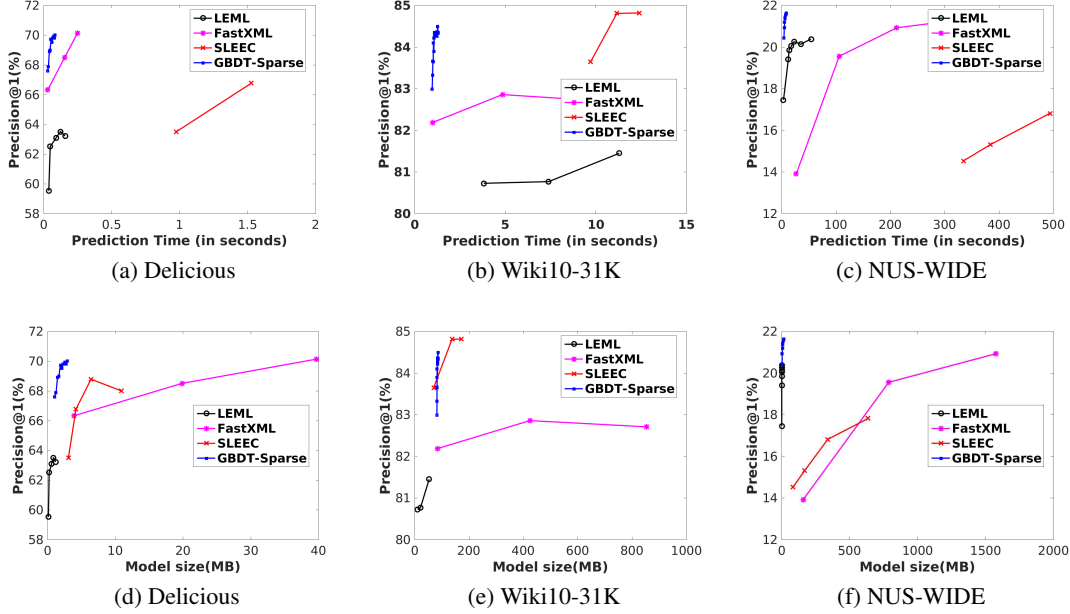 72
70
68
66
64
62
60
58
Precision@1(%)
LEML
FastXML
SLEEC
GBDT-Sparse
0
0.5
1
1.5
2
Prediction Time (in seconds)
(a) Delicious
85
84
83
82
81
80
Precision@1(%)
LEML
FastXML
SLEEC
GBDT-Sparse
0
5
10
15
Prediction Time (in seconds)
(b) Wiki10-31K
22
20
18
16
14
12
Precision@1(%)
LEML
FastXML
SLEEC
GBDT-Sparse
0
100
200
300
400
500
Prediction Time (in seconds)
(c) NUS-WIDE
72
70
68
66
64
62
60
58
Precision@1(%)
LEML
FastXML
SLEEC
GBDT-Sparse
0
10
20
30
40
Model size(MB)
(d) Delicious
85
84
83
82
81
80
Precision@1(%)
LEML
FastXML
SLEEC
GBDT-Sparse
0
200
400
600
800
1000
Model size(MB)
(e) Wiki10-31K
22
20
18
16
14
12
Precision@1(%)
LEML
FastXML
SLEEC
GBDT-Sparse
0
500
1000
1500
2000
Model size(MB)
(f) NUS-WIDE